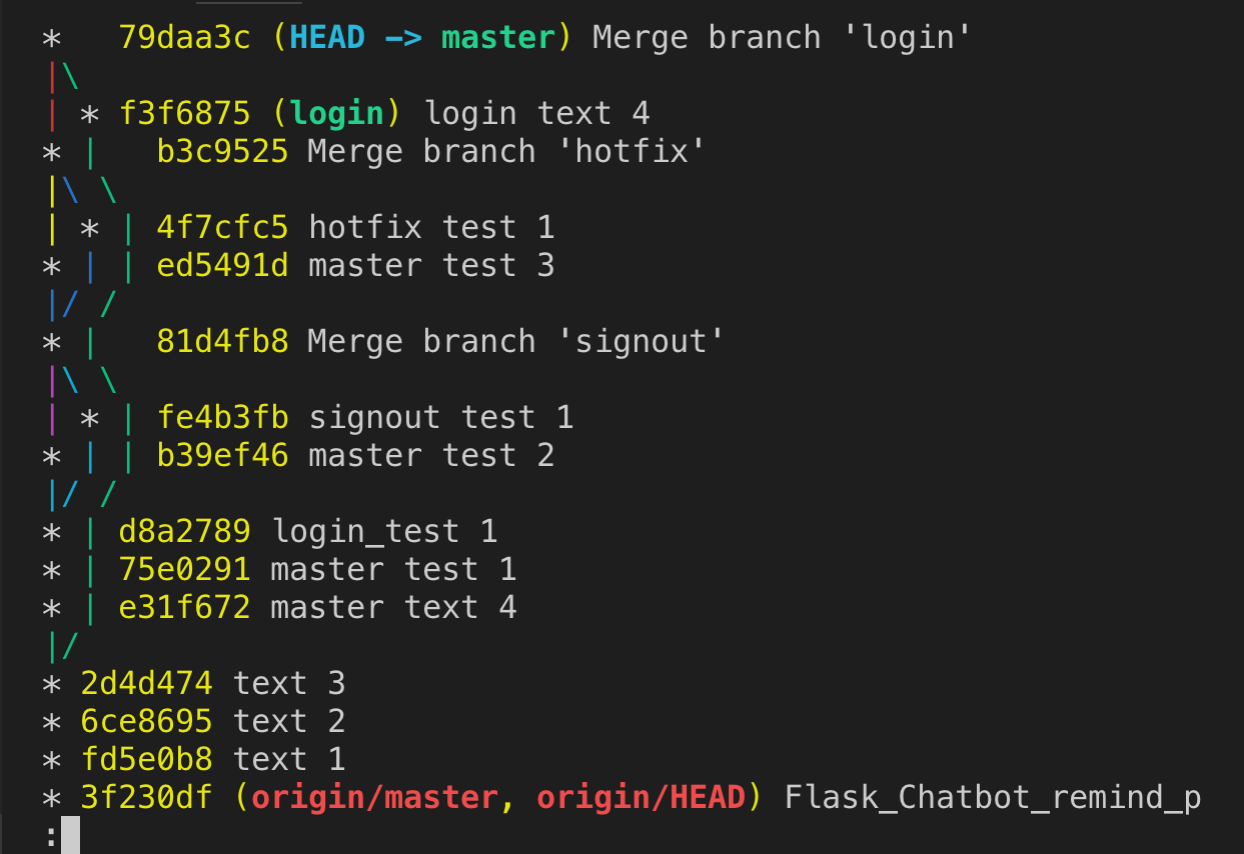 *   79daa3c (HEAD -> master) Merge branch 'login'
|\
| * f3f6875 (login) login text 4
* |   b3c9525 Merge branch 'hotfix'
|\ \
| * | 4f7cfc5 hotfix test 1
* | | ed5491d master test 3
|/ /
* |   81d4fb8 Merge branch 'signout'
|\ \
| * | fe4b3fb signout test 1
* | | b39ef46 master test 2
|/ /
* | d8a2789 login_test 1
* | 75e0291 master test 1
* | e31f672 master text 4
|/
* 2d4d474 text 3
* 6ce8695 text 2
* fd5e0b8 text 1
* 3f230df (origin/master, origin/HEAD) Flask_Chatbot_remind_p
: